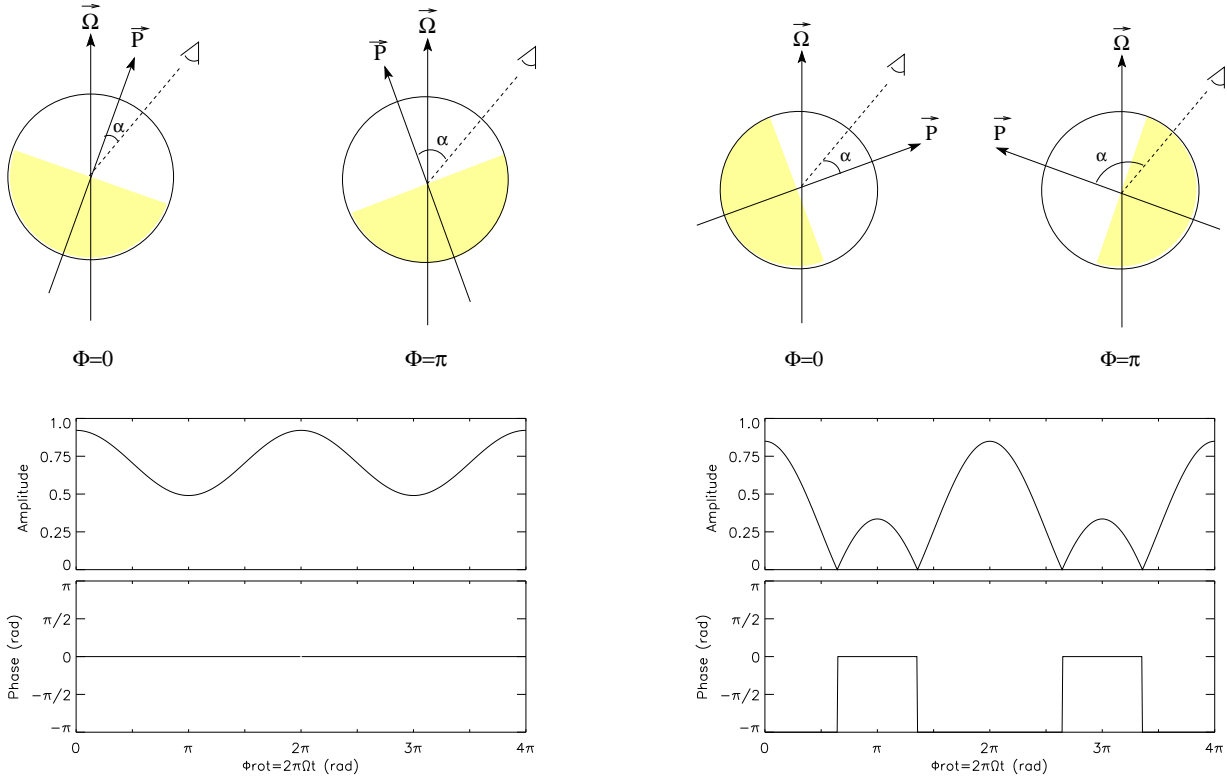 Ω P
P Ω
Ω P
P Ω
α
α
α
α
Φ=0
Φ=π
Φ=0
Φ=π
Amplitude
1.0
0.75
0.5
0.25
0
Phase (rad)
π
π/2
0
−π/2
−π
0 π 2π 3π 4π
Φrot=2πΩt (rad)
Amplitude
1.0
0.75
0.5
0.25
0
Phase (rad)
π
π/2
0
−π/2
−π
0 π 2π 3π 4π
Φrot=2πΩt (rad)